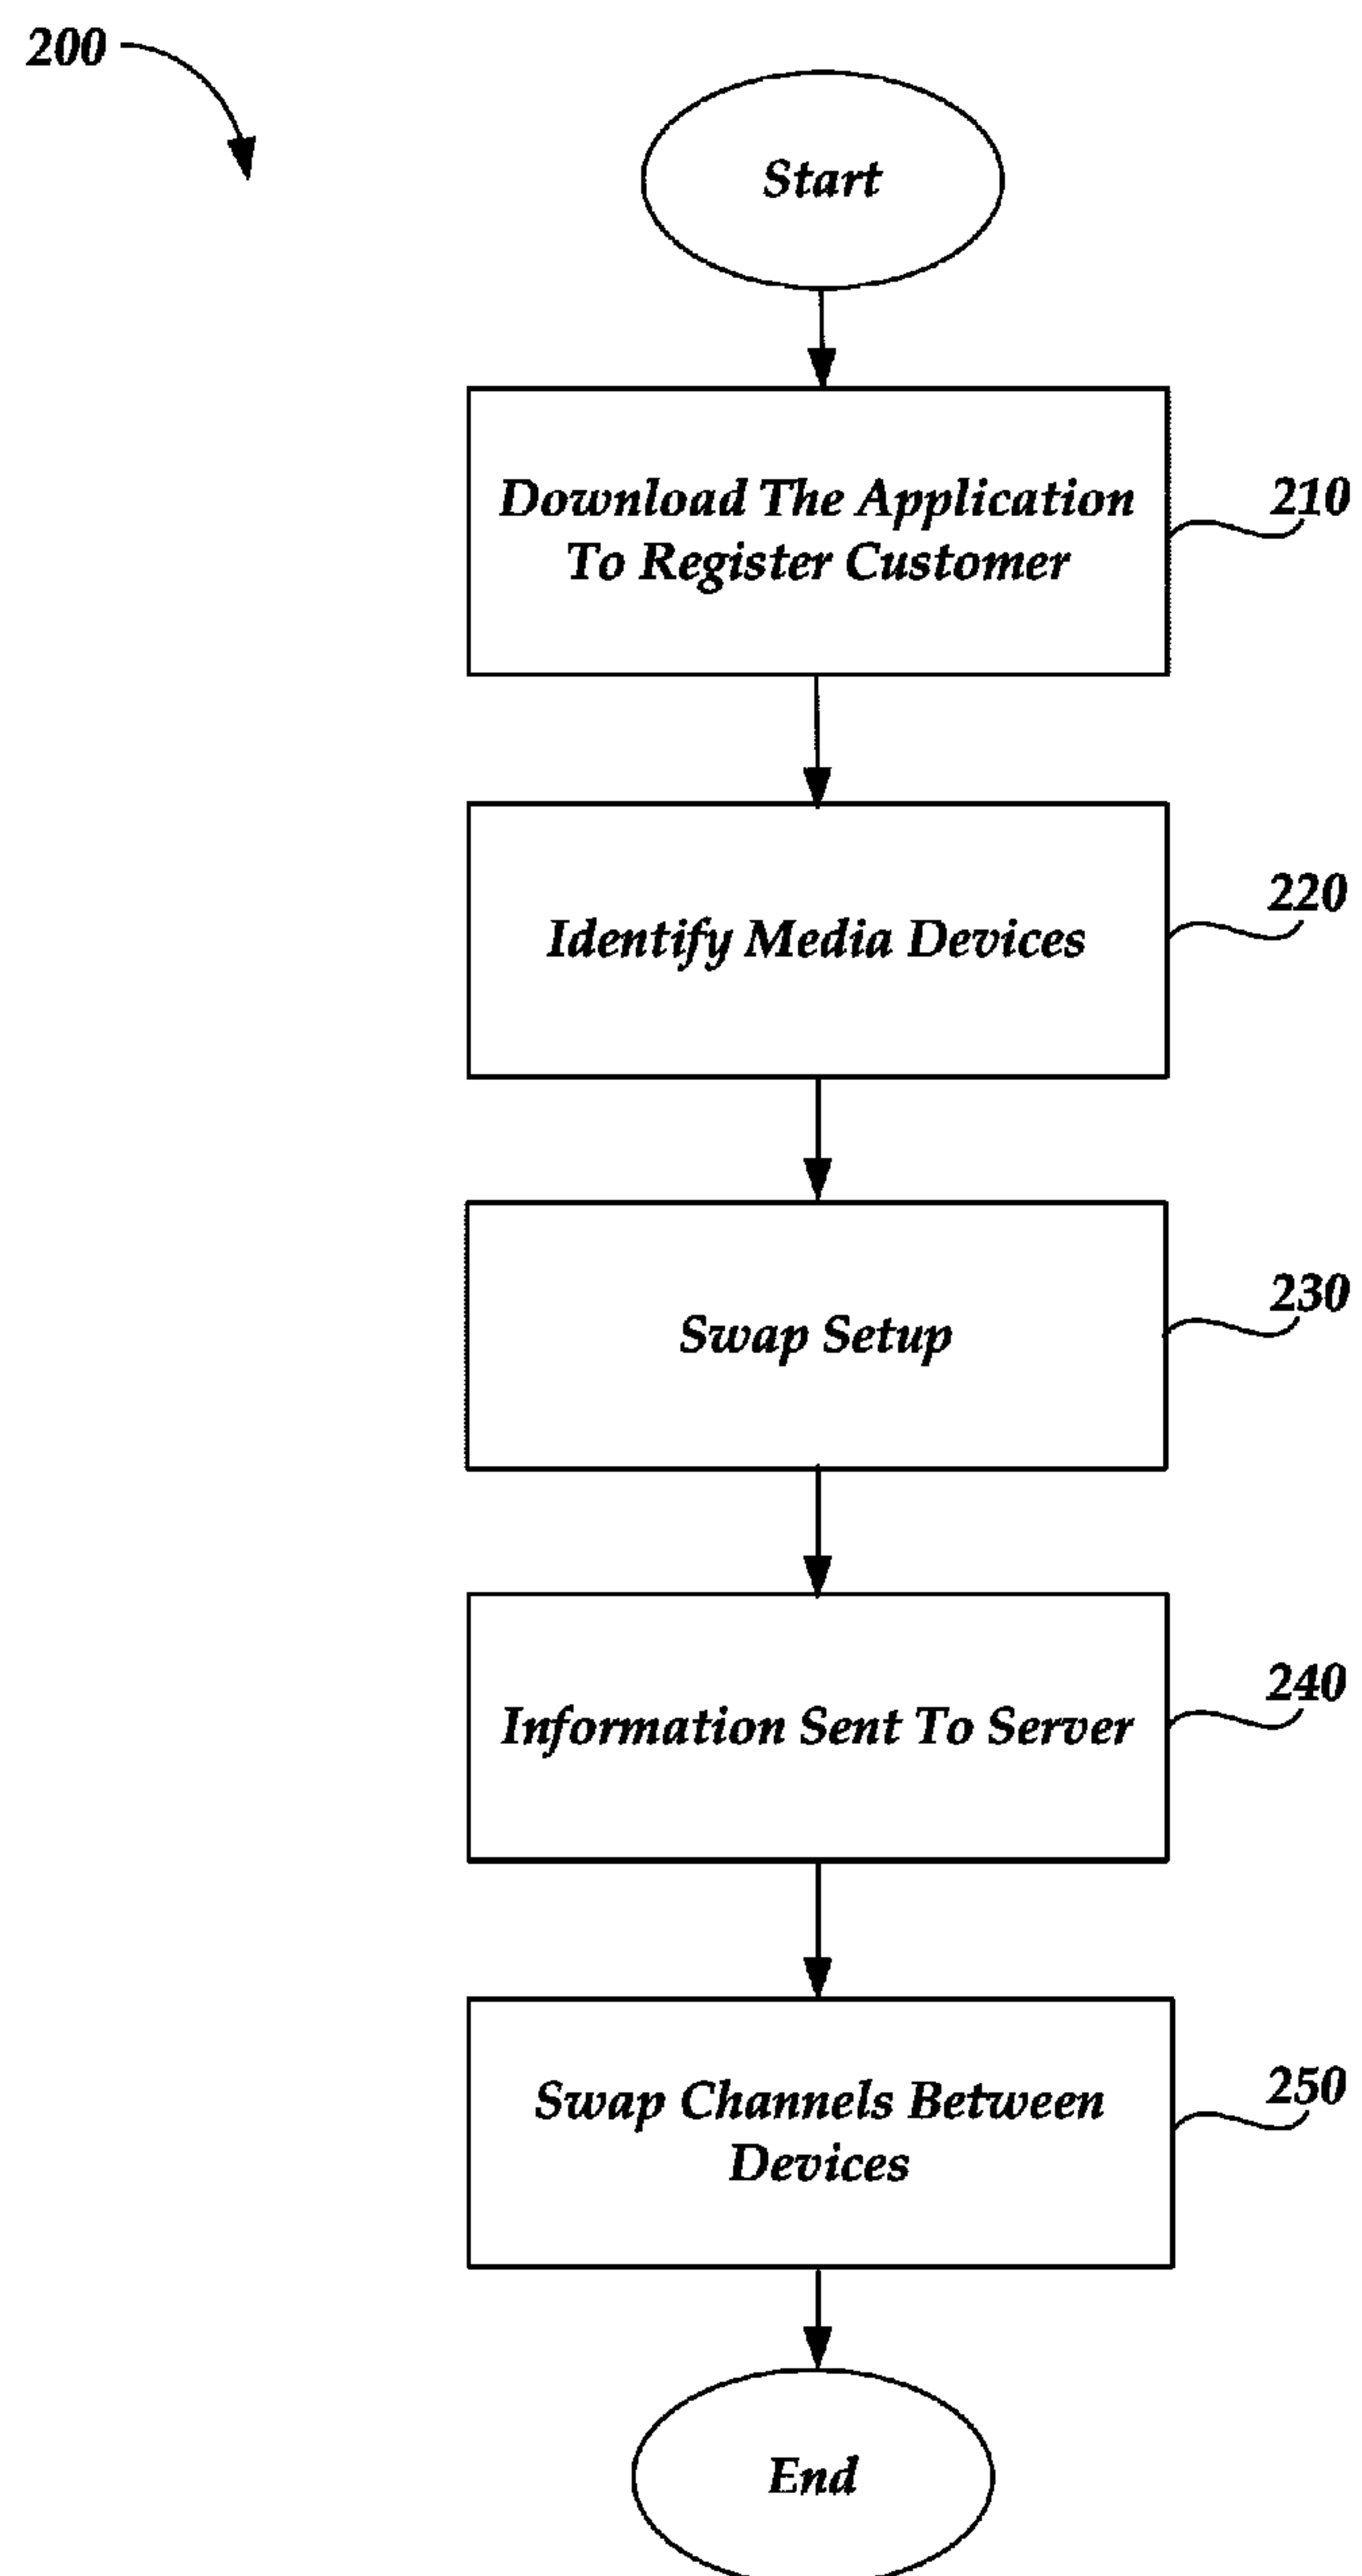 200
Start
Download The Application
To Register Customer
210
Identify Media Devices
220
Swap Setup
230
Information Sent To Server
240
Swap Channels Between
Devices
250
End